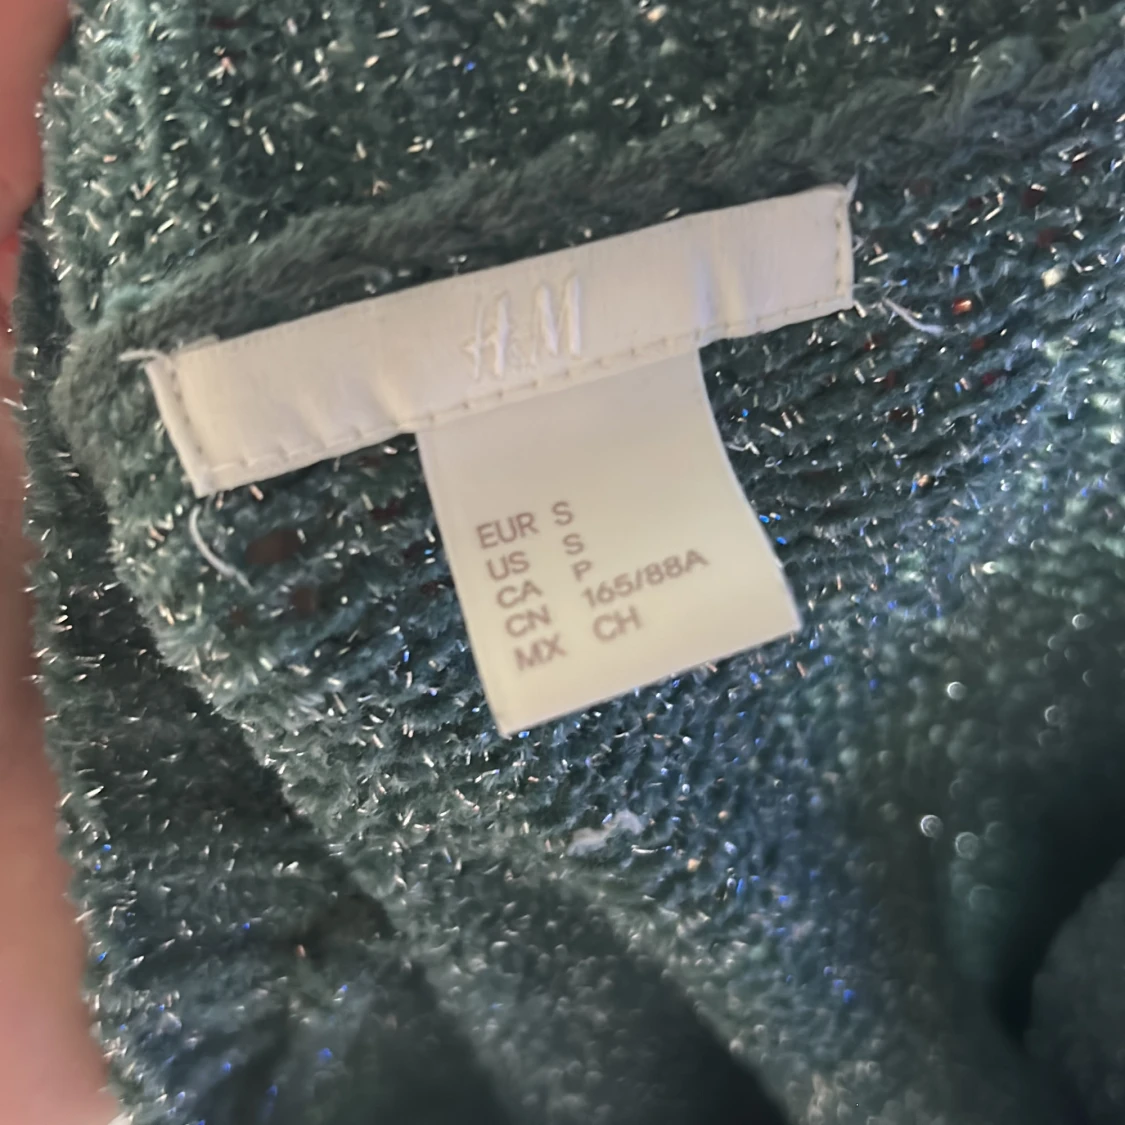 H&M
EUR S
US S
CA P
CN 165/88A
MX CH